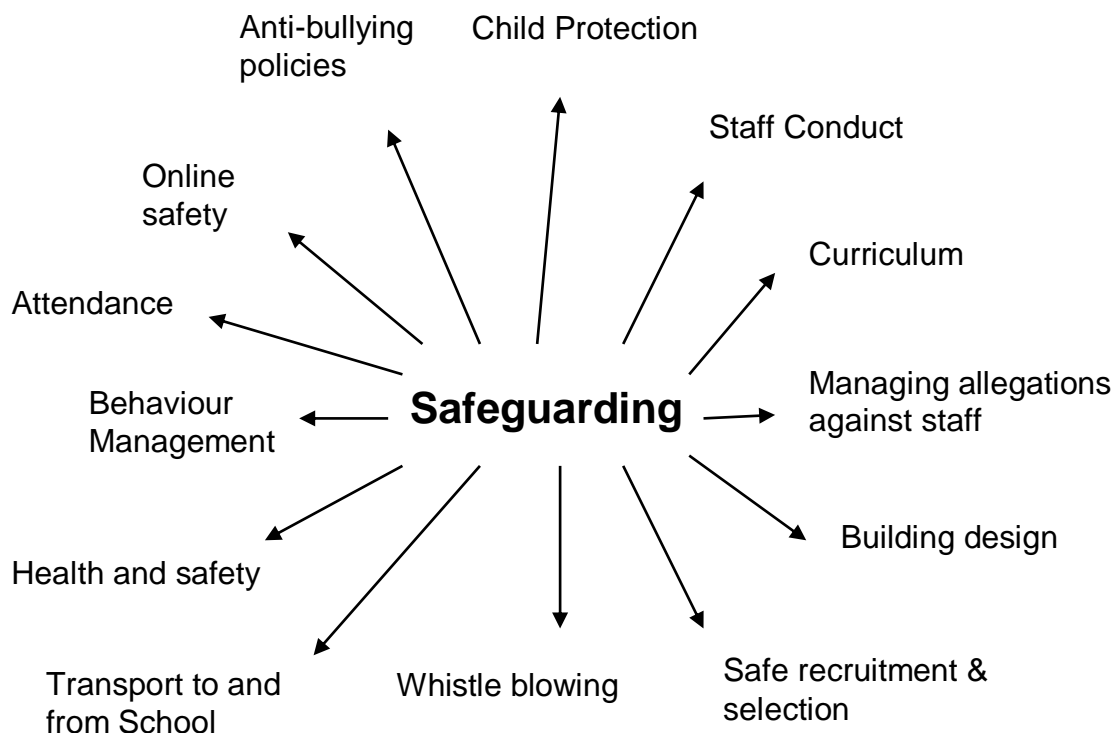 Anti-bullying
policies
Child Protection
Staff Conduct
Online
safety
Curriculum
Attendance
Managing allegations
against staff
Behaviour
Management
Safeguarding
Building design
Health and safety
Transport to and
from School
Whistle blowing
Safe recruitment &
selection